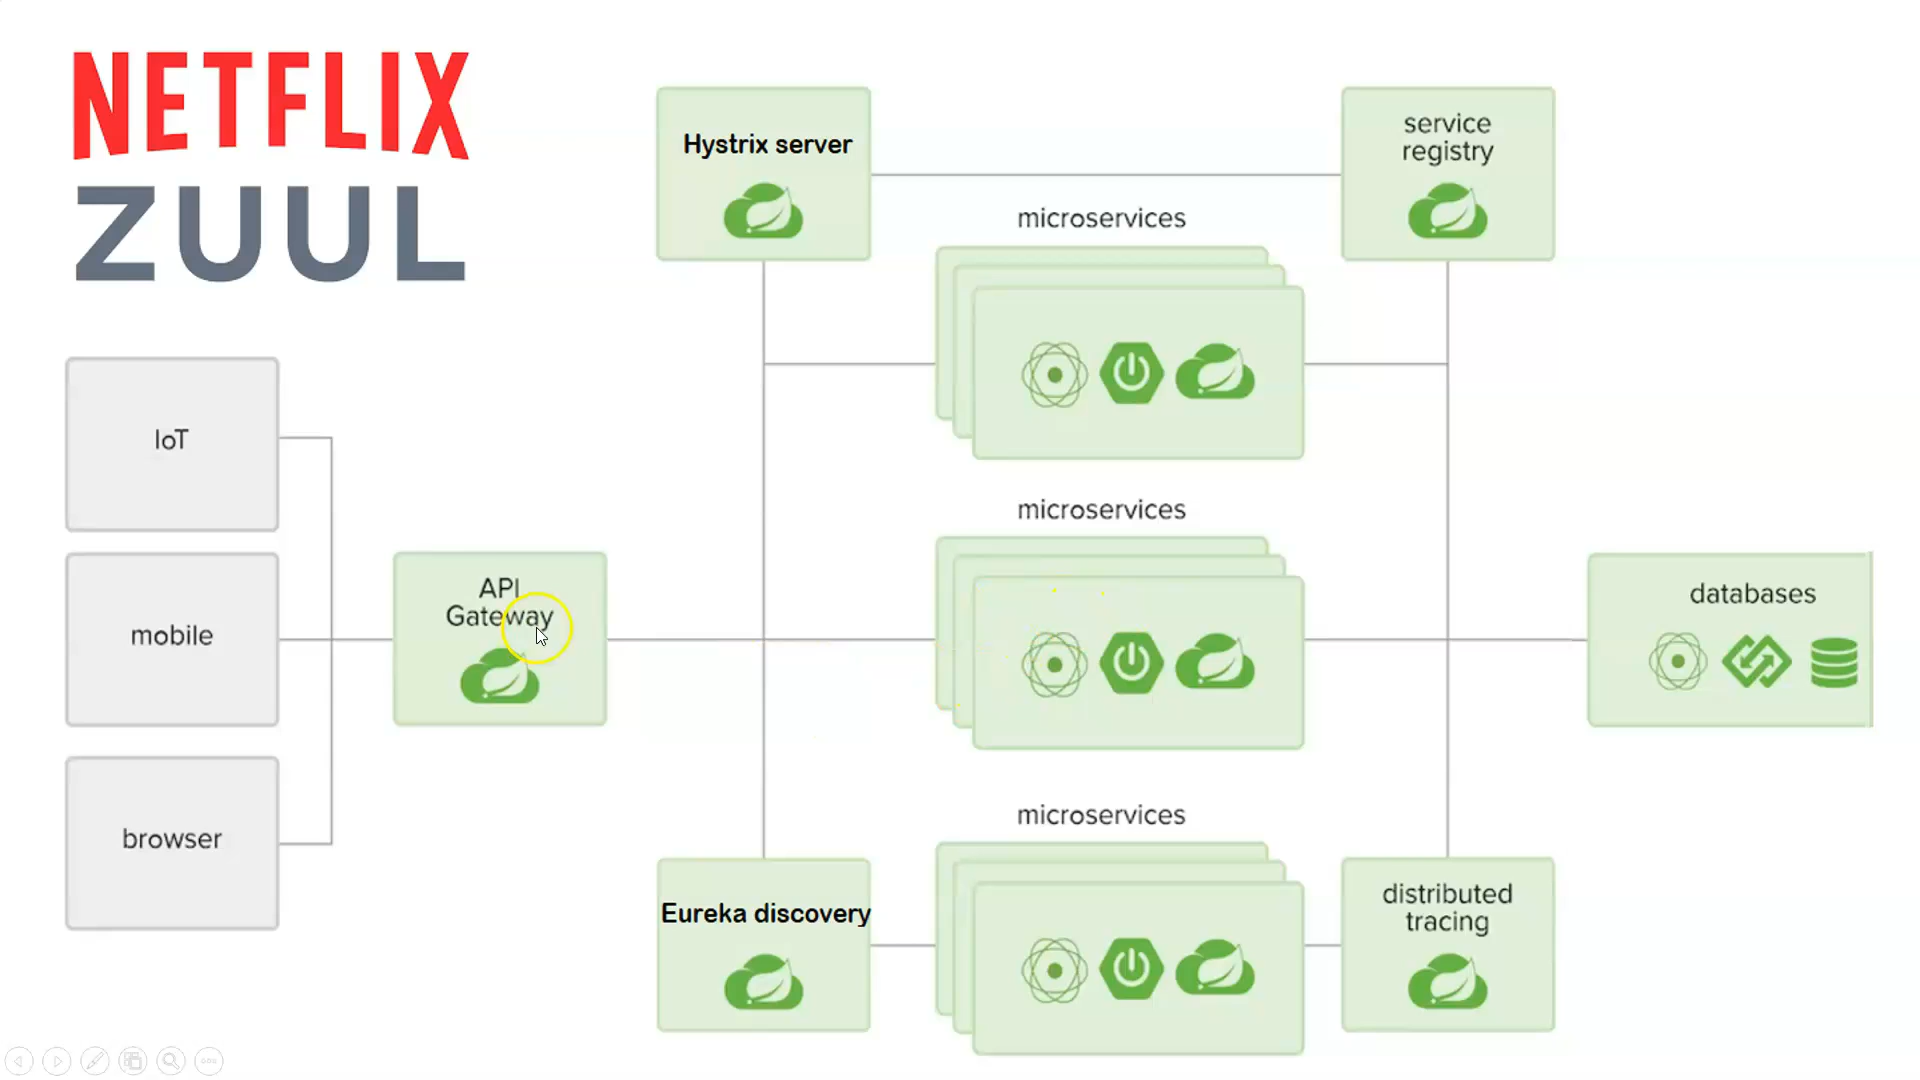 NETFLIX
ZUUL
Hystrix server
service
registry
microservices
IoT
microservices
API
Gateway
mobile
databases
microservices
browser
Eureka discovery
distributed
tracing